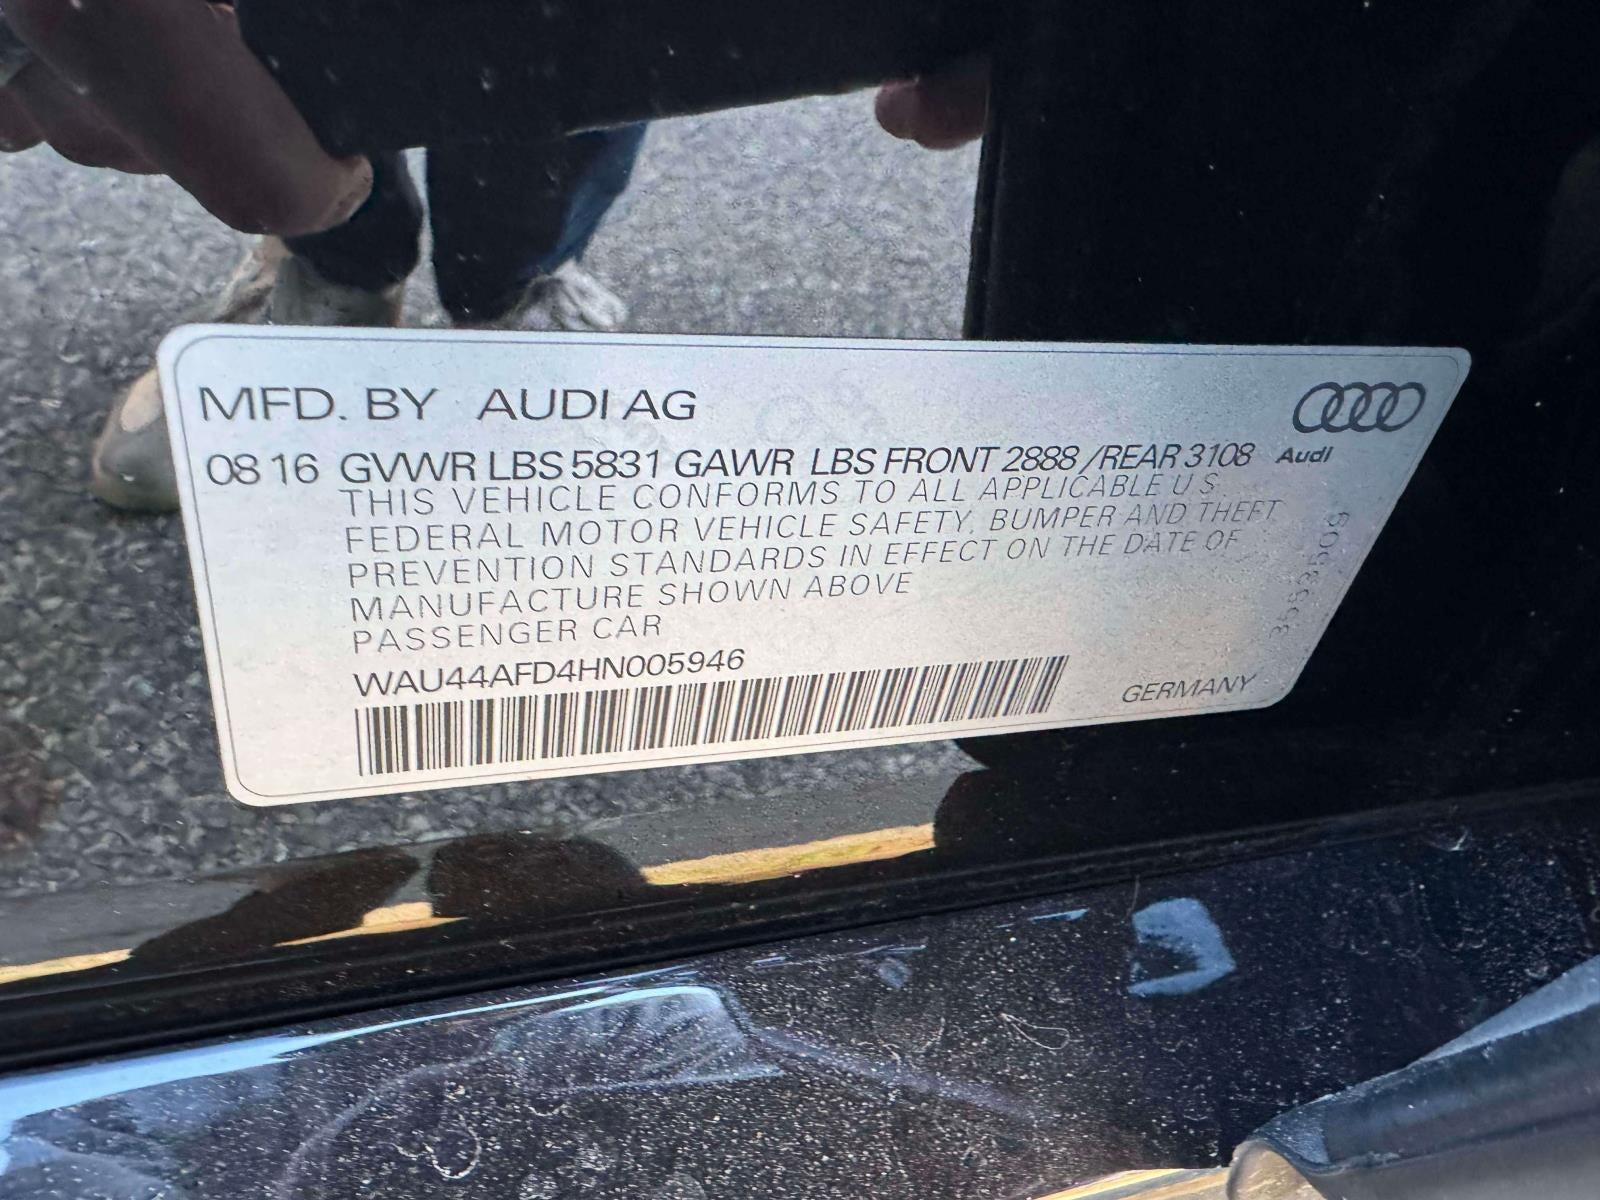 MFD. BY AUDI AG
08 16 GVWR LBS 5831 GAWR LBS FRONT 2888 /REAR 3108
Audi
THIS VEHICLE CONFORMS TO ALL APPLICABLE U S
FEDERAL MOTOR VEHICLE SAFETY, BUMPER AND THEFT
PREVENTION STANDARDS IN EFFECT ON THE DATE OF
MANUFACTURE SHOWN ABOVE
PASSENGER CAR
WAU44AFD4HN005946
GERMANY